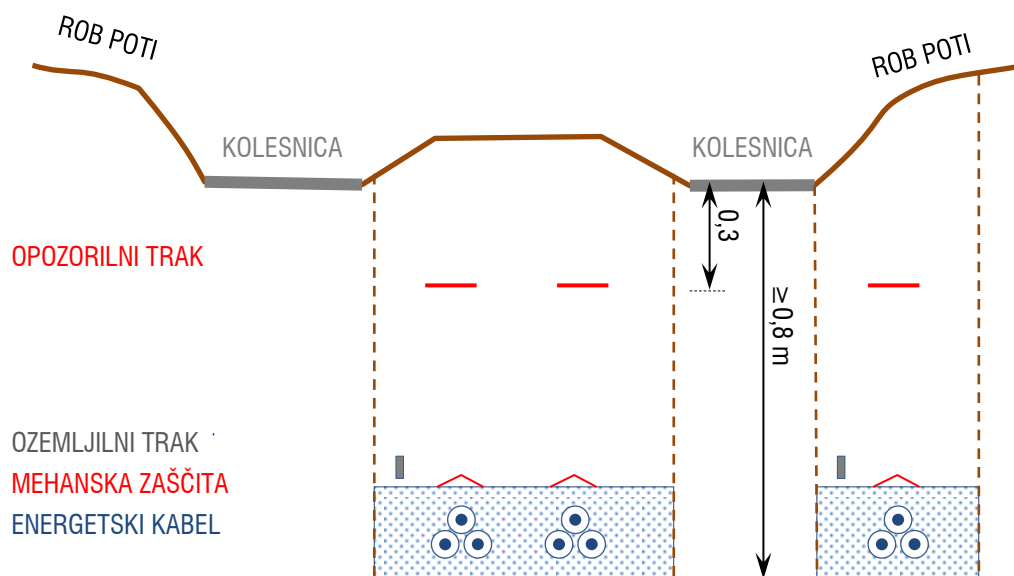 ROB POTI
ROB POTI
KOLESNICA
KOLESNICA
0,3
OPOZORILNI TRAK
≥0,8 m
OZEMLJILNI TRAK
MEHANSKA ZAŠČITA
ENERGETSKI KABEL